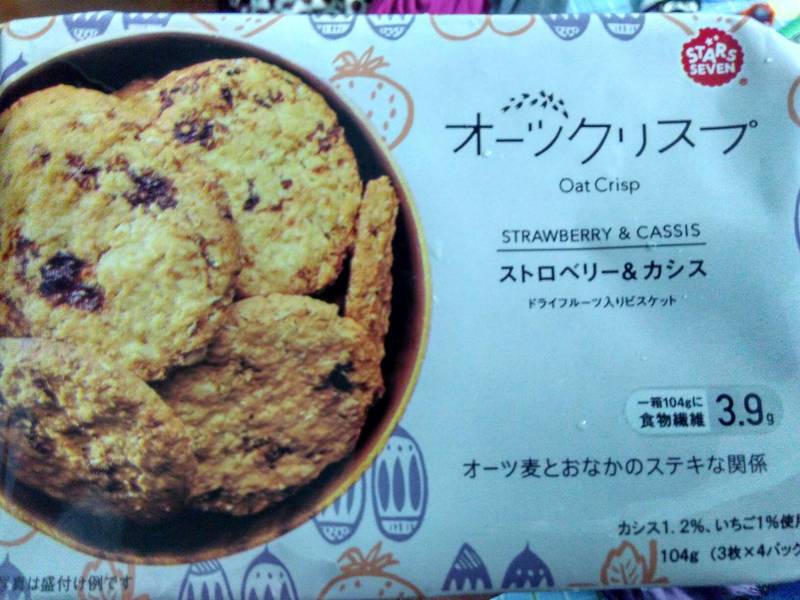 STARS
SEVEN
オーツクリスプ
Oat Crisp
STRAWBERRY & CASSIS
ストロベリー&カシス
ドライフルーツ入りビスケット
一箱104gに
食物繊維 3.9g
オーツ麦とおなかのステキな関係
カシス1.2%、いちご1%使用
104g (3枚×4パック
写真は盛付け例です